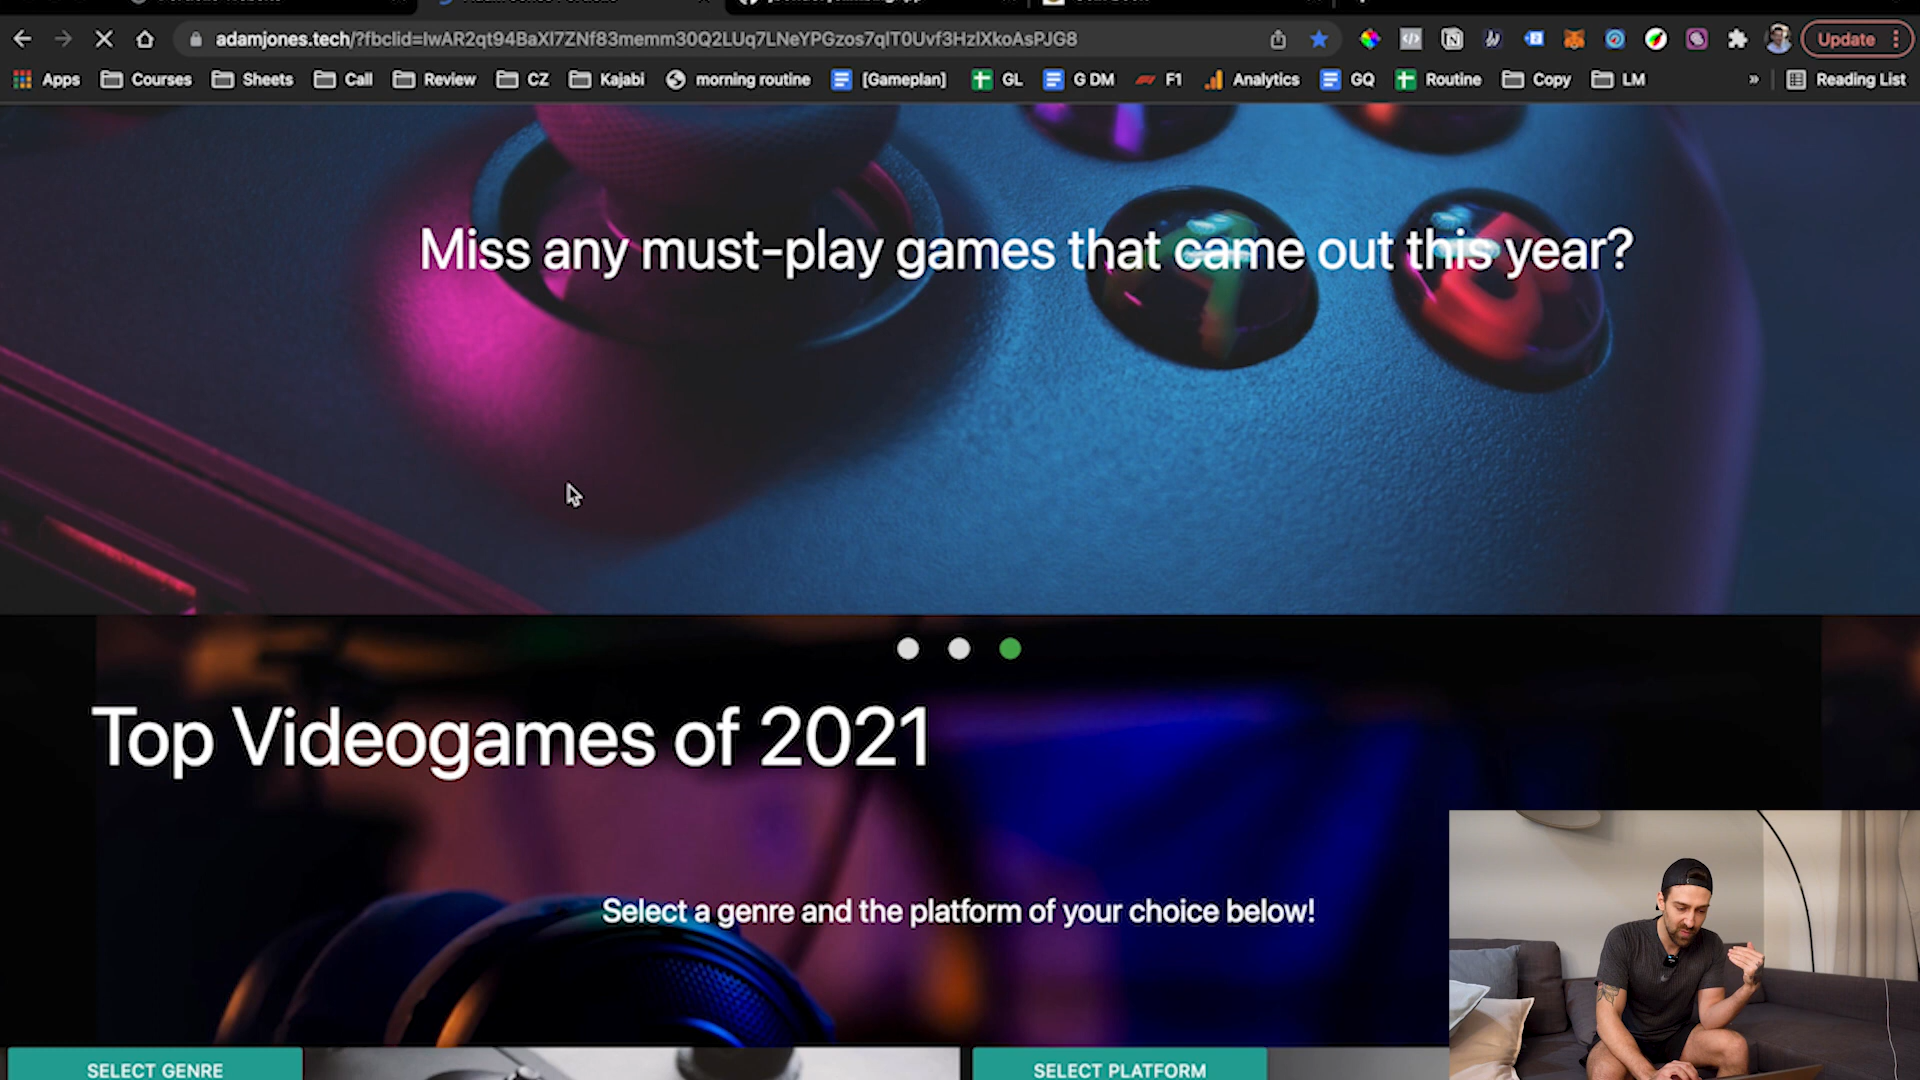 adamjones.tech/?fbclid=IwAR2qt94BaXl7ZNf83memm30Q2LUq7LNeYPGzos7qlT0Uvf3HzIXkoAsPJG8
Update
Apps Courses Sheets Call Review CZ Kajabi morning routine [Gameplan] GL G DM F1 Analytics GQ Routine Copy LM » Reading List
Miss any must-play games that came out this year?
Top Videogames of 2021
Select a genre and the platform of your choice below!
SELECT GENRE
SELECT PLATFORM